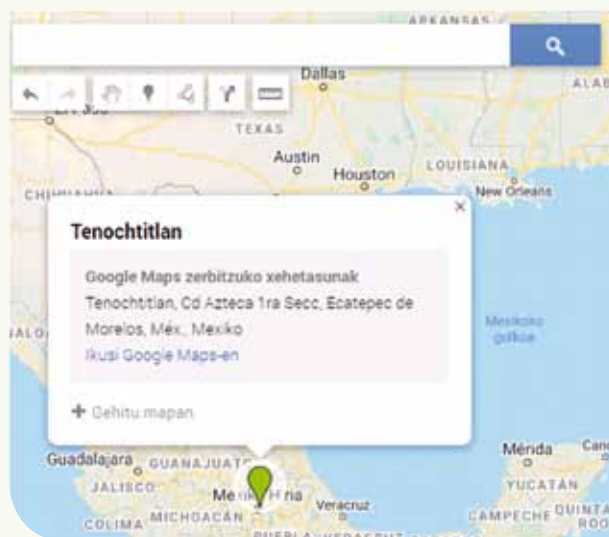 ARKANSAS
Dallas
TEXAS
Austin
Houston
LOUISIANA
New Orleans
Tenochtitlan
Google Maps zerbitzuko xehetasunak
Tenochtitlan, Cd Azteca 1ra Secc, Ecatepec de
Morelos, Méx., Mexiko
Ikusi Google Maps-en
Mexikoko
golkoa
+ Gehitu mapan
Guadalajara
GUANAJUATO
Mérida
JALISCO
YUCATÁN
Veracruz
COLIMA
MICHOACÁN
CAMPECHE
QUINTA
ROO